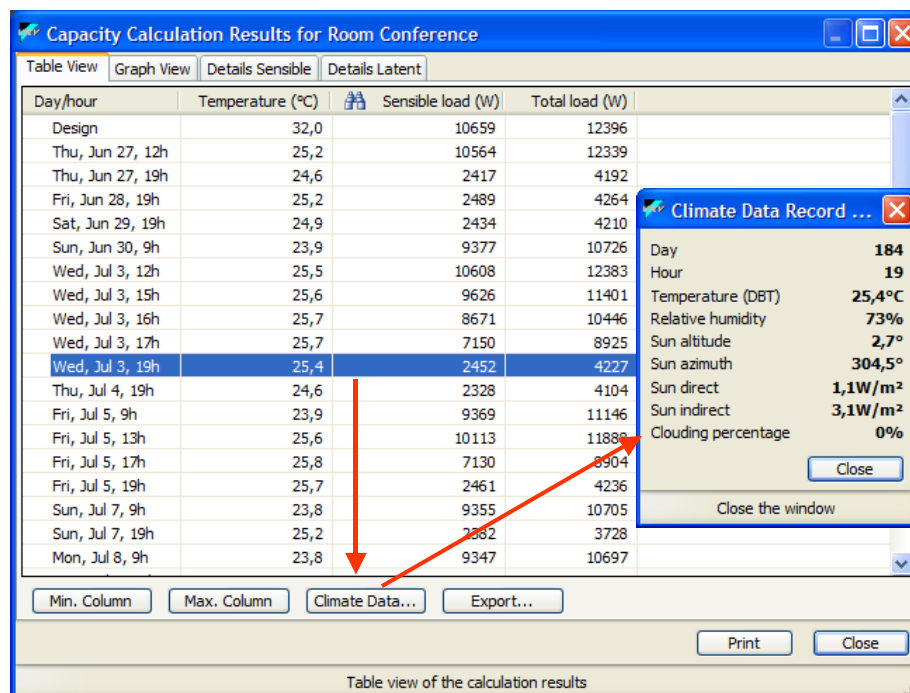 Capacity Calculation Results for Room Conference
Table View Graph View Details Sensible Details Latent
Day/hour Temperature (°C) Sensible load (W) Total load (W)
Design 32,0 10659 12396
Thu, Jun 27, 12h 25,2 10564 12339
Thu, Jun 27, 19h 24,6 2417 4192
Fri, Jun 28, 19h 25,2 2489 4264
Sat, Jun 29, 19h 24,9 2434 4210
Sun, Jun 30, 9h 23,9 9377 10726
Wed, Jul 3, 12h 25,5 10608 12383
Wed, Jul 3, 15h 25,6 9626 11401
Wed, Jul 3, 16h 25,7 8671 10446
Wed, Jul 3, 17h 25,7 7150 8925
Wed, Jul 3, 19h 25,4 2452 4227
Thu, Jul 4, 19h 24,6 2328 4104
Fri, Jul 5, 9h 23,9 9369 11146
Fri, Jul 5, 13h 25,6 10113 11888
Fri, Jul 5, 17h 25,8 7130 8904
Fri, Jul 5, 19h 25,7 2461 4236
Sun, Jul 7, 9h 23,8 9355 10705
Sun, Jul 7, 19h 25,2 2382 3728
Mon, Jul 8, 9h 23,8 9347 10697
Climate Data Record ...
Day 184
Hour 19
Temperature (DBT) 25,4°C
Relative humidity 73%
Sun altitude 2,7°
Sun azimuth 304,5°
Sun direct 1,1W/m²
Sun indirect 3,1W/m²
Clouding percentage 0%
Close
Close the window
Min. Column Max. Column Climate Data... Export...
Print Close
Table view of the calculation results